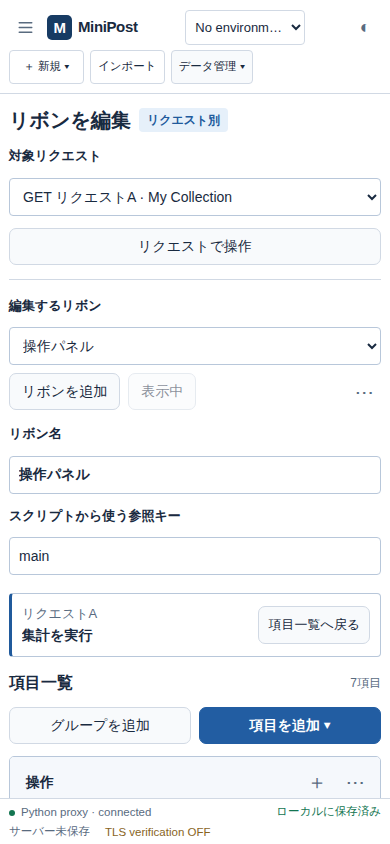 M MiniPost No environm…
＋ 新規 ▾ インポート データ管理 ▾
リボンを編集 リクエスト別
対象リクエスト
GET リクエストA · My Collection
リクエストで操作
編集するリボン
操作パネル
リボンを追加 表示中 …
リボン名
操作パネル
スクリプトから使う参照キー
main
リクエストA
集計を実行
項目一覧へ戻る
項目一覧 7項目
グループを追加 項目を追加 ▾
操作 ＋ …
Python proxy · connected ローカルに保存済み
サーバー未保存 TLS verification OFF